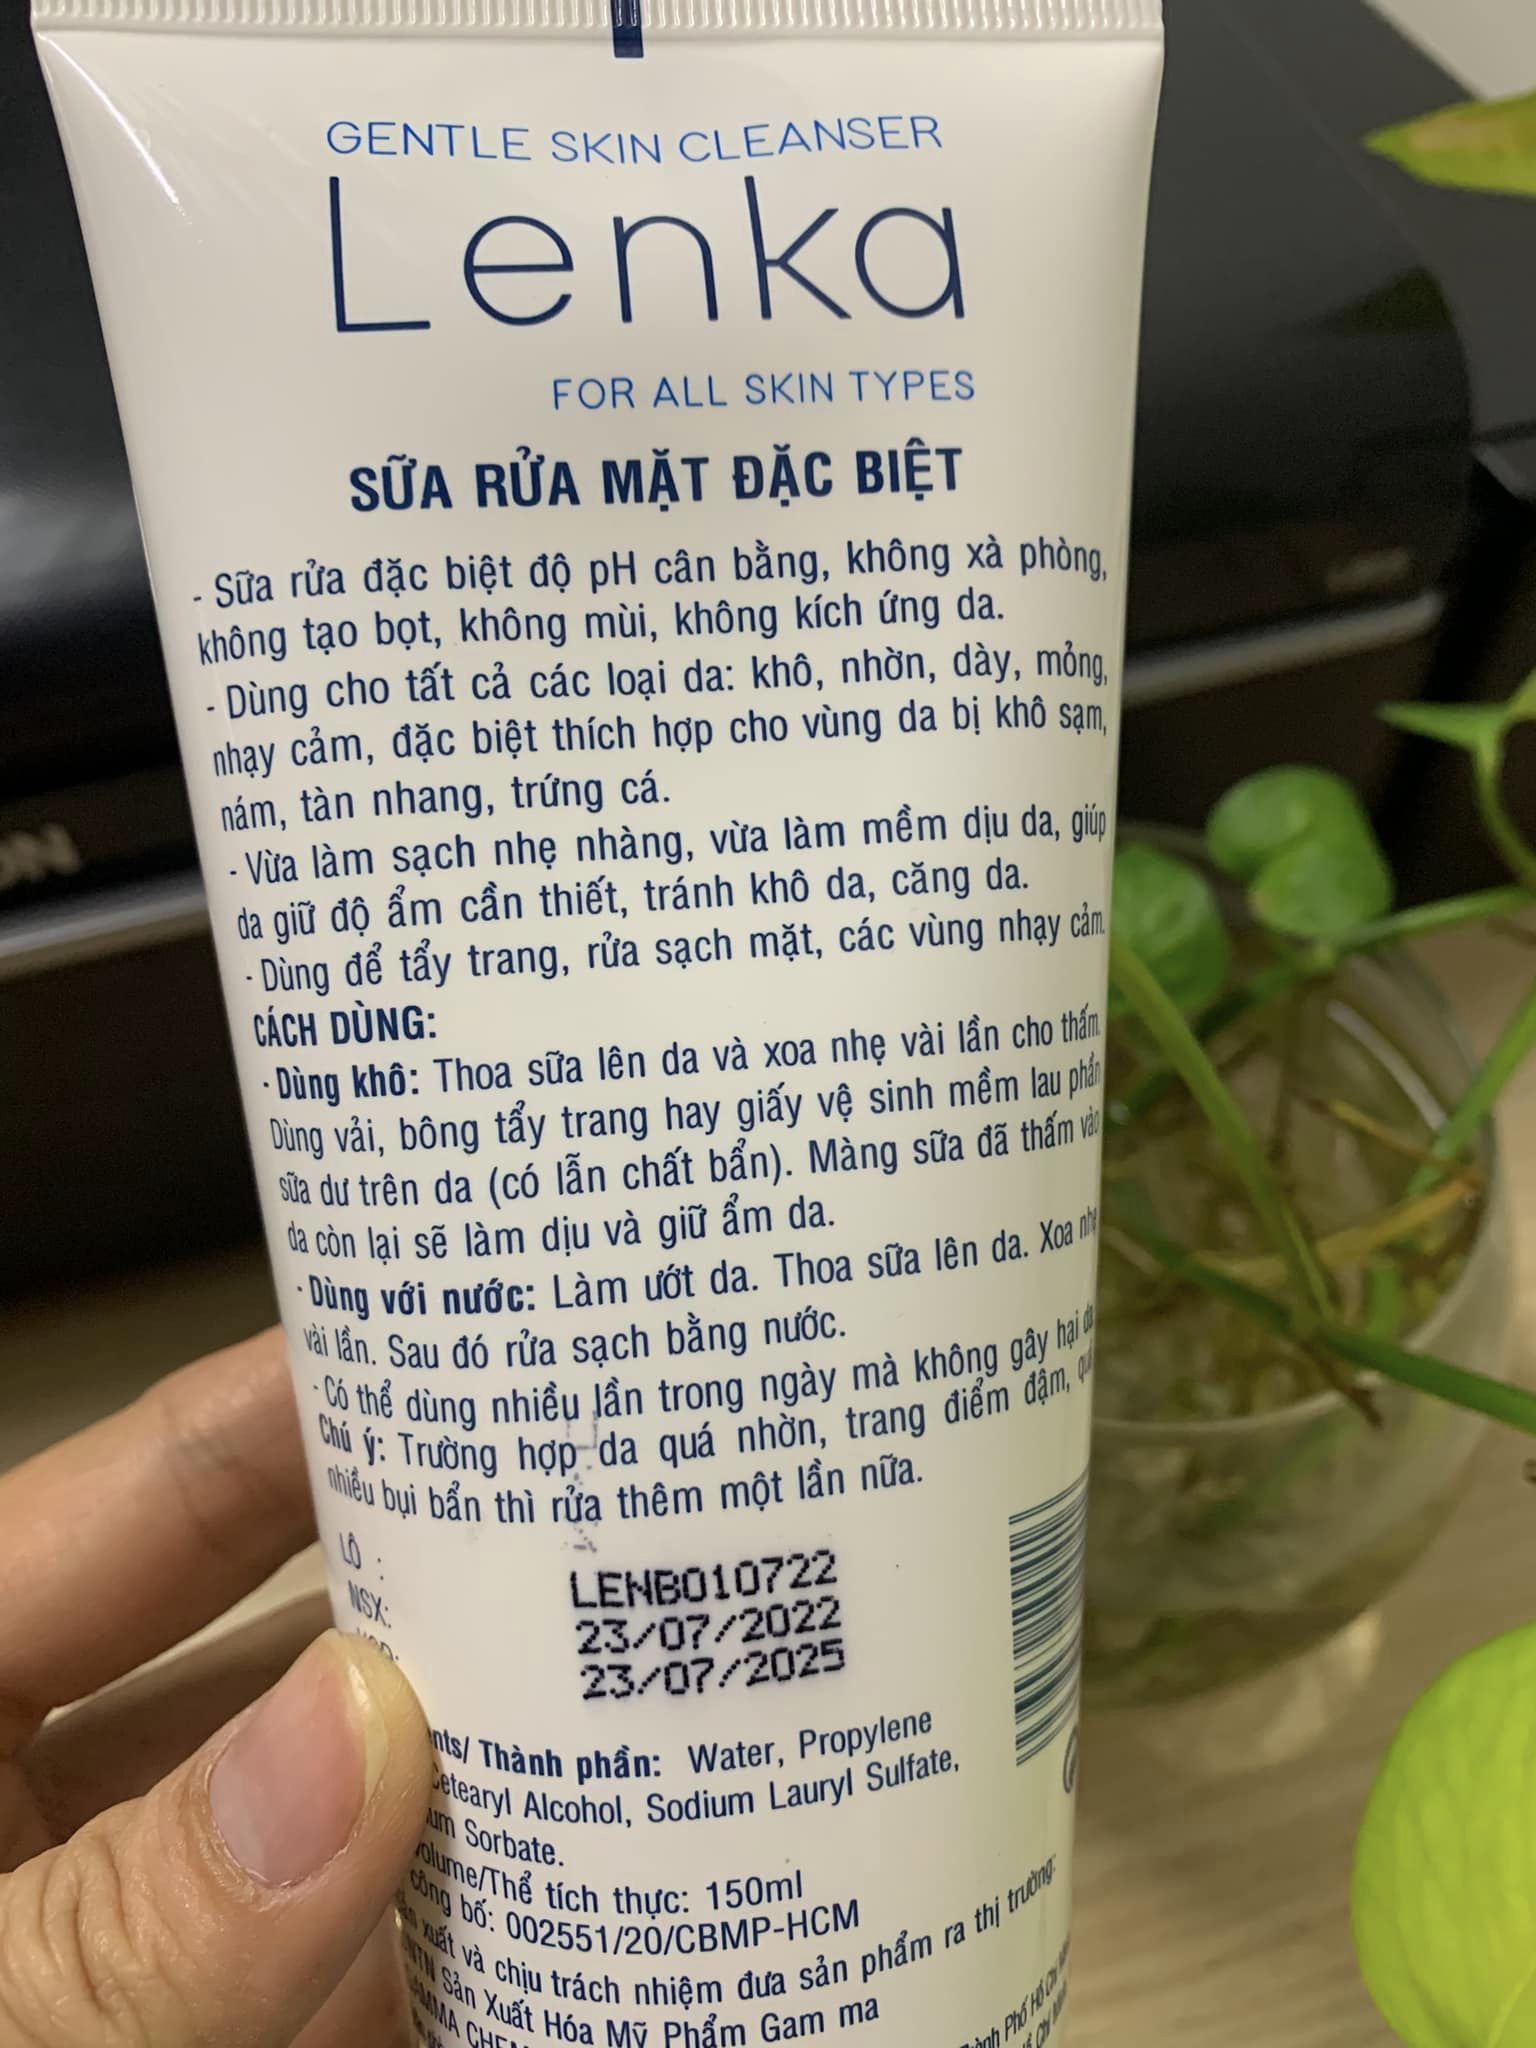 GENTLE SKIN CLEANSER
Lenka
FOR ALL SKIN TYPES
SỮA RỬA MẶT ĐẶC BIỆT
- Sữa rửa đặc biệt độ pH cân bằng, không xà phòng,
không tạo bọt, không mùi, không kích ứng da.
- Dùng cho tất cả các loại da: khô, nhờn, dày, mỏng,
nhạy cảm, đặc biệt thích hợp cho vùng da bị khô sạm,
nám, tàn nhang, trứng cá.
- Vừa làm sạch nhẹ nhàng, vừa làm mềm dịu da, giúp
da giữ độ ẩm cần thiết, tránh khô da, căng da.
- Dùng để tẩy trang, rửa sạch mặt, các vùng nhạy cảm.
CÁCH DÙNG:
· Dùng khô: Thoa sữa lên da và xoa nhẹ vài lần cho thấm.
Dùng vải, bông tẩy trang hay giấy vệ sinh mềm lau phần
sữa dư trên da (có lẫn chất bẩn). Màng sữa đã thấm vào
da còn lại sẽ làm dịu và giữ ẩm da.
· Dùng với nước: Làm ướt da. Thoa sữa lên da. Xoa nhẹ
vài lần. Sau đó rửa sạch bằng nước.
- Có thể dùng nhiều lần trong ngày mà không gây hại da.
Chú ý: Trường hợp da quá nhờn, trang điểm đậm, quá
nhiều bụi bẩn thì rửa thêm một lần nữa.
LÔ : LENB010722
NSX: 23/07/2022
23/07/2025
Thành phần: Water, Propylene
Cetearyl Alcohol, Sodium Lauryl Sulfate,
Sorbate.
Thể tích thực: 150ml
công bố: 002551/20/CBMP-HCM
xuất và chịu trách nhiệm đưa sản phẩm ra thị trường:
Sản Xuất Hóa Mỹ Phẩm Gam ma
Thành Phố Hồ Chí